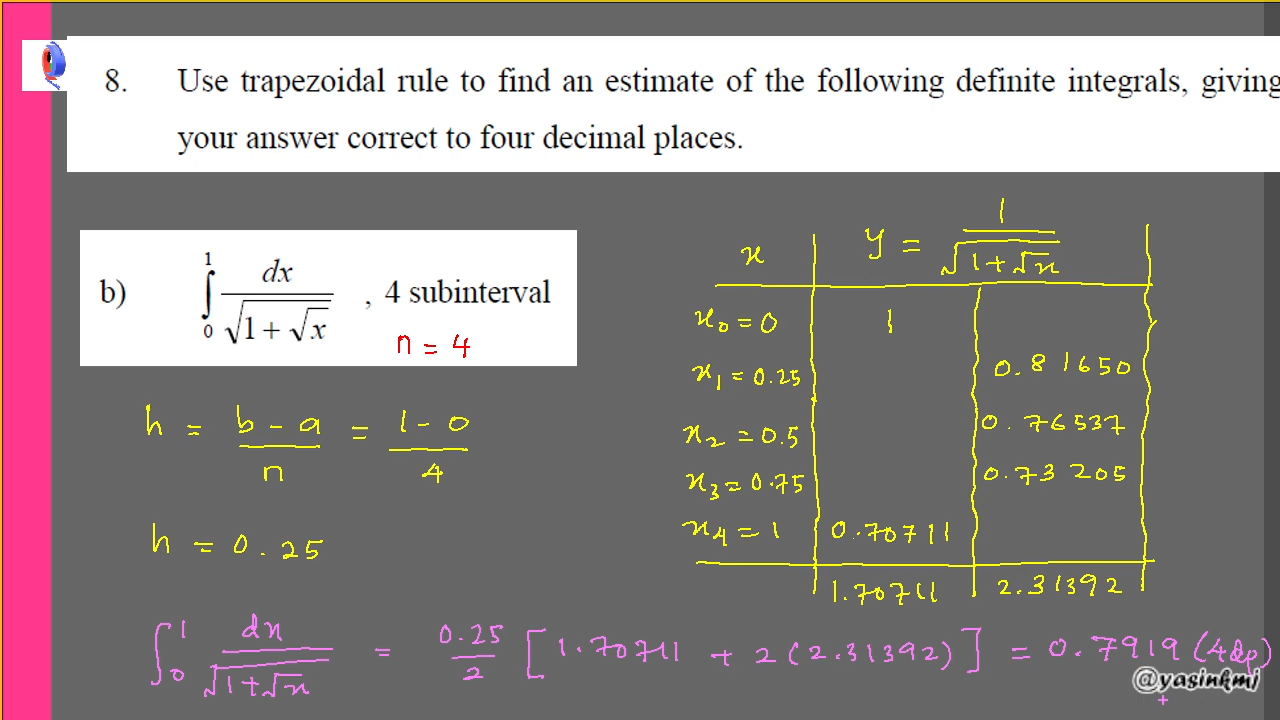 8. Use trapezoidal rule to find an estimate of the following definite integrals, giving
your answer correct to four decimal places.
b) ∫₀¹ dx/√(1+√x) , 4 subinterval
n = 4
h = (b - a)/n = (1 - 0)/4
h = 0.25
x | y = 1/√(1+√x)
x₀ = 0 | 1
x₁ = 0.25 | 0.81650
x₂ = 0.5 | 0.76537
x₃ = 0.75 | 0.73205
x₄ = 1 | 0.70711
1.70711 | 2.31392
∫₀¹ dx/√(1+√x) = 0.25/2 [1.70711 + 2(2.31392)] = 0.7919 (4dp)
@yasinkmj